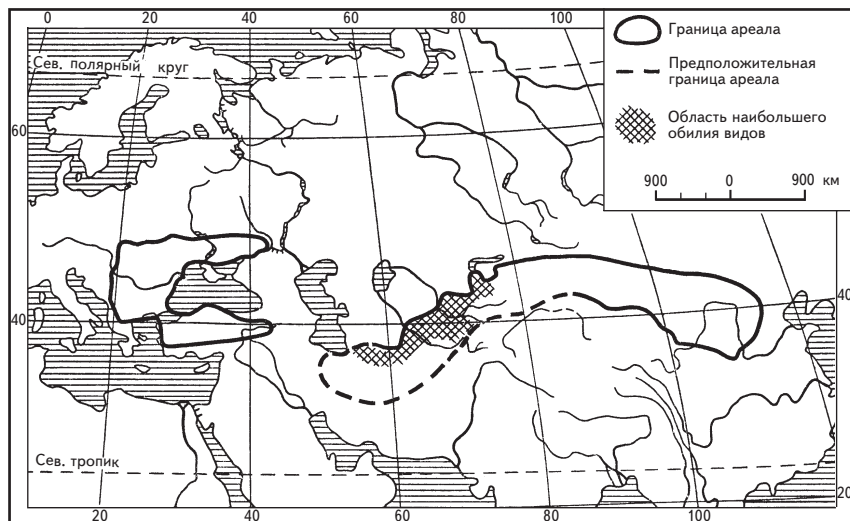 0 20 40 60 80 100
Граница ареала
Предположительная
граница ареала
Область наибольшего
обилия видов
900 0 900 км
Сев. полярный круг
60
40
40
Сев. тропик
20
20 40 60 80 100